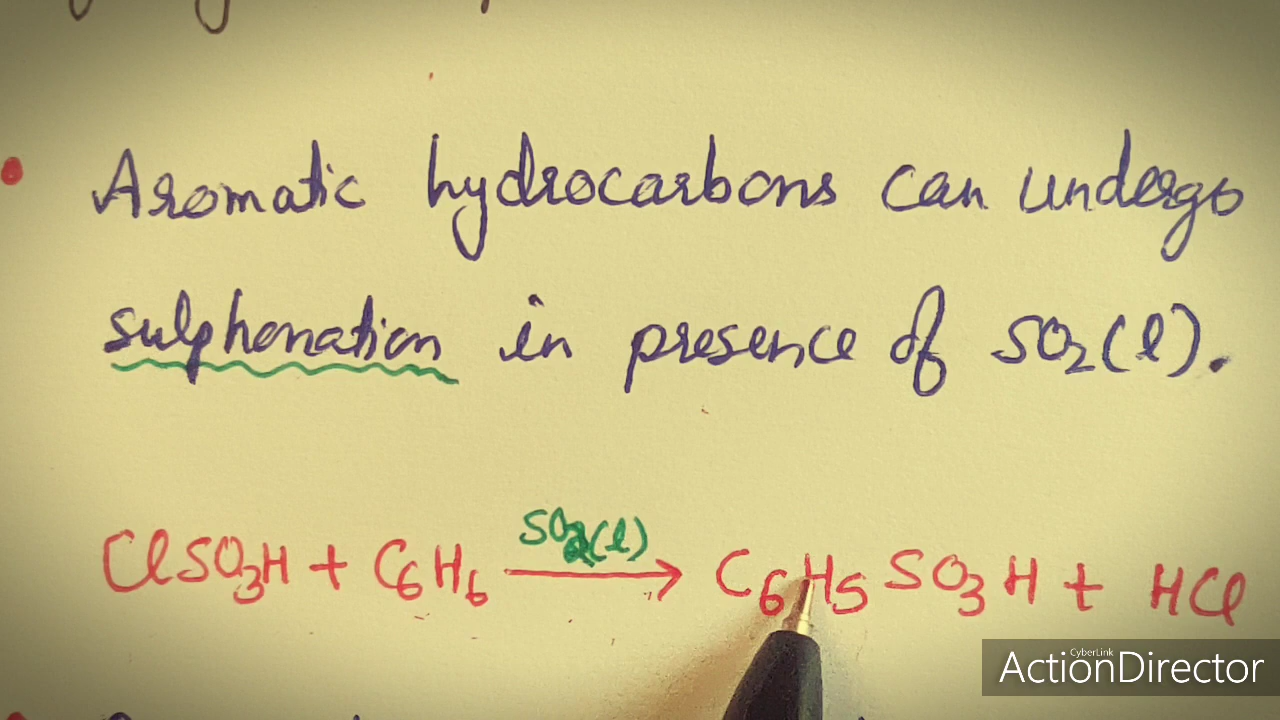 Aromatic hydrocarbons can undergo
sulphonation in presence of SO₂(l).
SO₂(l)
ClSO₃H + C₆H₆ → C₆H₅SO₃H + HCl
CyberLink
ActionDirector